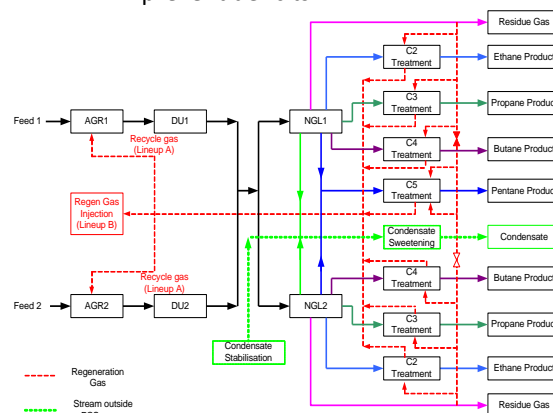 Residue Gas
C2
Treatment
Ethane Product
C3
Treatment
Propane Product
Feed 1
AGR1
DU1
NGL1
Recycle gas
(Lineup A)
C4
Treatment
Butane Product
Regen Gas
Injection
(Lineup B)
C5
Treatment
Pentane Product
Condensate
Sweetening
Condensate
Recycle gas
(Lineup A)
C4
Treatment
Butane Product
Feed 2
AGR2
DU2
NGL2
C3
Treatment
Propane Product
Condensate
Stabilisation
C2
Treatment
Ethane Product
Regeneration
Gas
Stream outside
Residue Gas